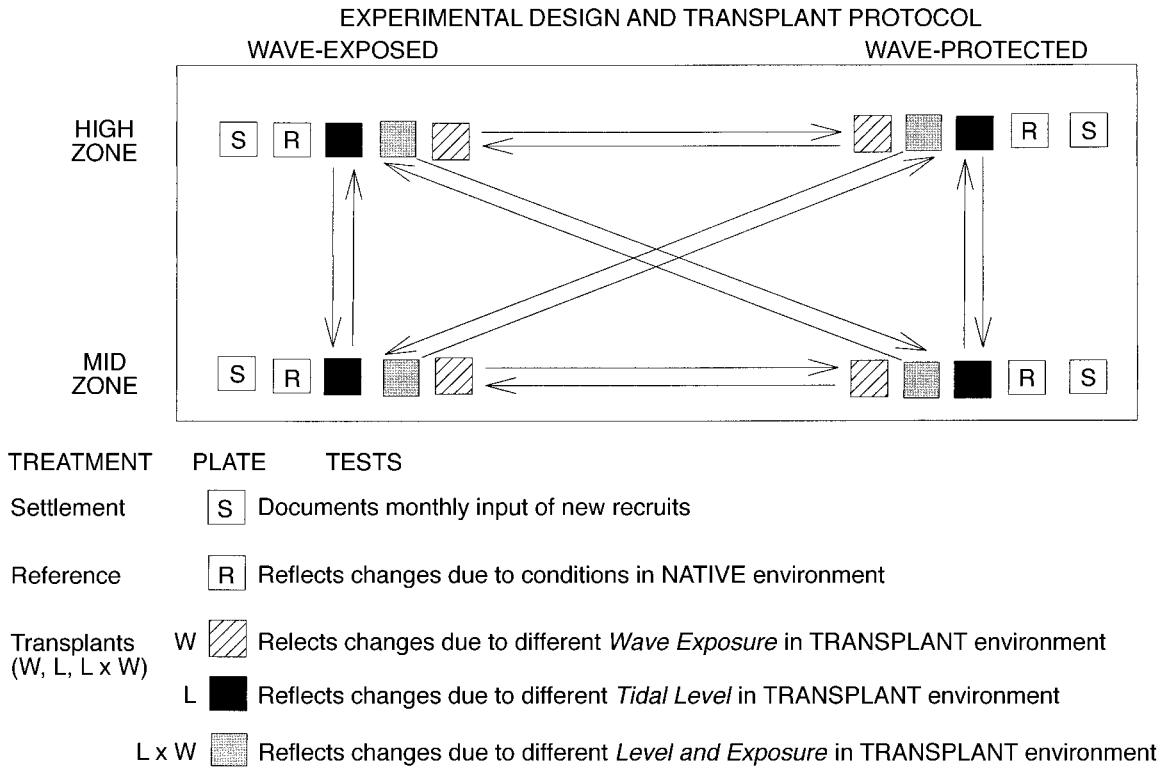 EXPERIMENTAL DESIGN AND TRANSPLANT PROTOCOL
WAVE-EXPOSED WAVE-PROTECTED
HIGH ZONE
S R R S
MID ZONE
S R R S
TREATMENT PLATE TESTS
Settlement S Documents monthly input of new recruits
Reference R Reflects changes due to conditions in NATIVE environment
Transplants W Relects changes due to different Wave Exposure in TRANSPLANT environment
(W, L, L x W)
L Reflects changes due to different Tidal Level in TRANSPLANT environment
L x W Reflects changes due to different Level and Exposure in TRANSPLANT environment